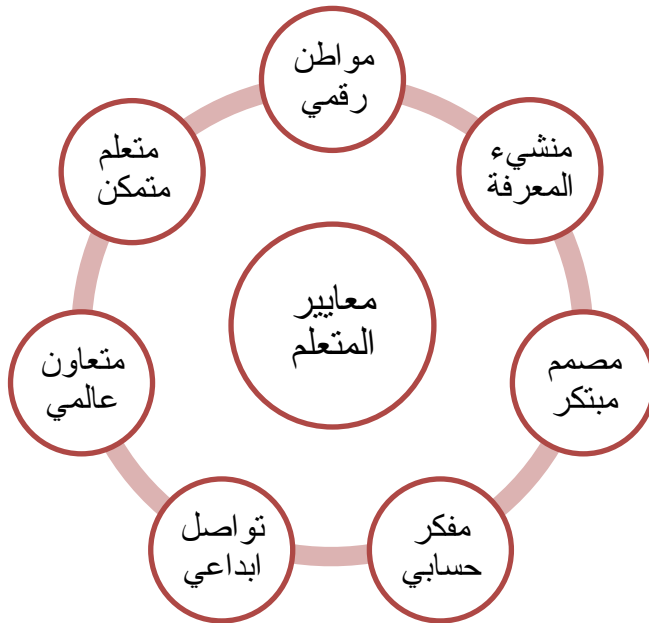 مواطن
رقمي
منشيء
المعرفة
مصمم
مبتكر
مفكر
حسابي
تواصل
ابداعي
متعاون
عالمي
متعلم
متمكن
معايير
المتعلم